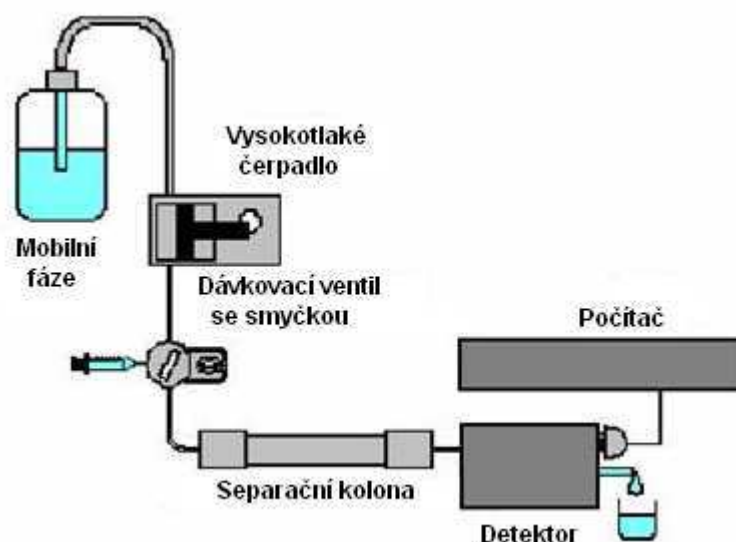 Vysokotlaké
čerpadlo
Mobilní
fáze
Dávkovací ventil
se smyčkou
Počítač
Separační kolona
Detektor